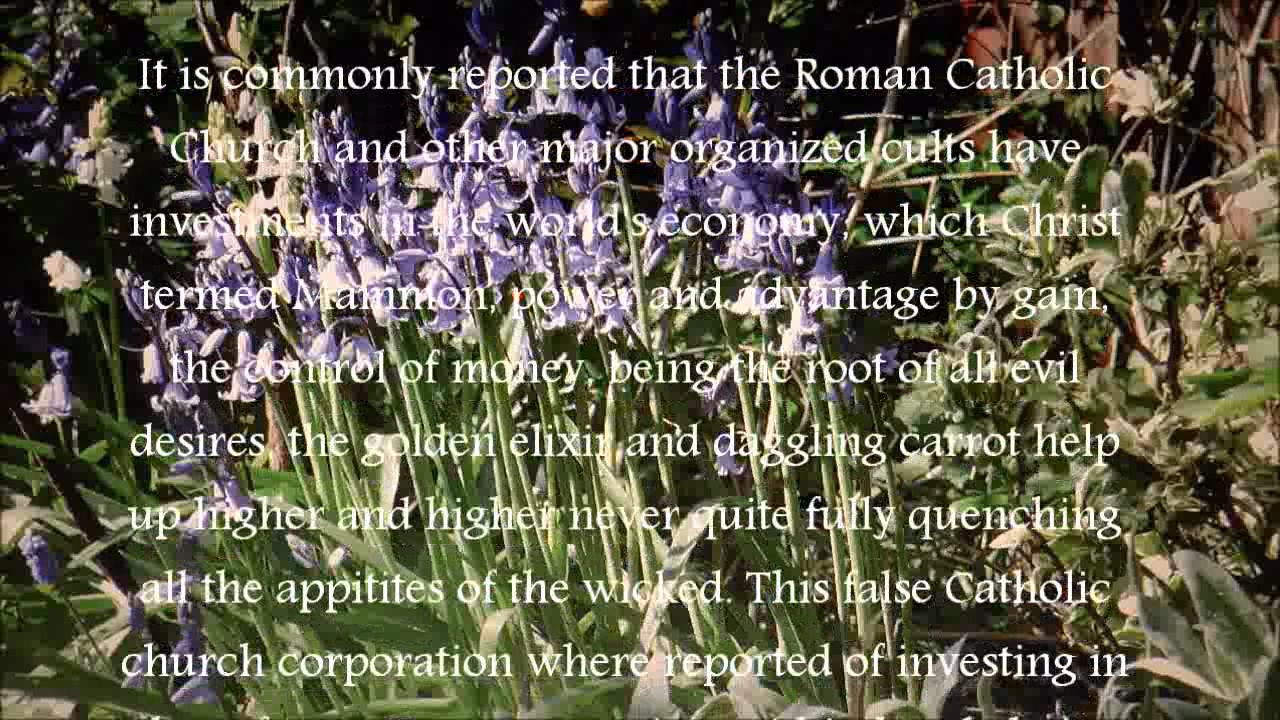 It is commonly reported that the Roman Catholic
Church and other major organized cults have
investments in the world's economy, which Christ
termed Mammon, power and advantage by gain,
the control of money, being the root of all evil
desires, the golden elixir and daggling carrot help
up higher and higher never quite fully quenching
all the appitites of the wicked. This false Catholic
church corporation where reported of investing in